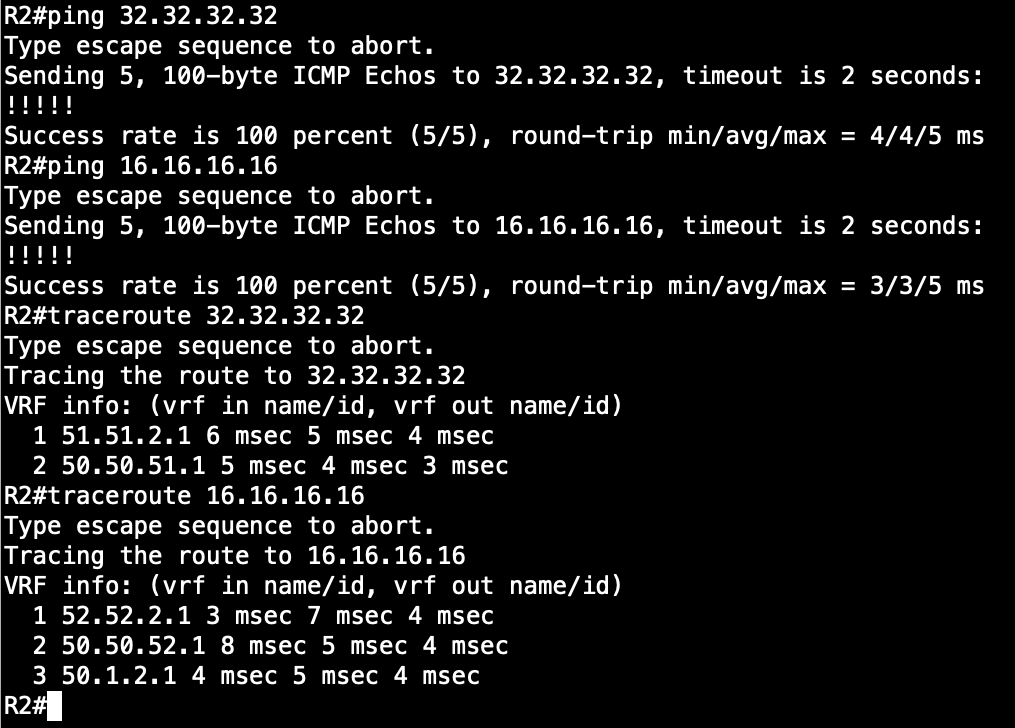 R2#ping 32.32.32.32
Type escape sequence to abort.
Sending 5, 100-byte ICMP Echos to 32.32.32.32, timeout is 2 seconds:
!!!!!
Success rate is 100 percent (5/5), round-trip min/avg/max = 4/4/5 ms
R2#ping 16.16.16.16
Type escape sequence to abort.
Sending 5, 100-byte ICMP Echos to 16.16.16.16, timeout is 2 seconds:
!!!!!
Success rate is 100 percent (5/5), round-trip min/avg/max = 3/3/5 ms
R2#traceroute 32.32.32.32
Type escape sequence to abort.
Tracing the route to 32.32.32.32
VRF info: (vrf in name/id, vrf out name/id)
  1 51.51.2.1 6 msec 5 msec 4 msec
  2 50.50.51.1 5 msec 4 msec 3 msec
R2#traceroute 16.16.16.16
Type escape sequence to abort.
Tracing the route to 16.16.16.16
VRF info: (vrf in name/id, vrf out name/id)
  1 52.52.2.1 3 msec 7 msec 4 msec
  2 50.50.52.1 8 msec 5 msec 4 msec
  3 50.1.2.1 4 msec 5 msec 4 msec
R2#